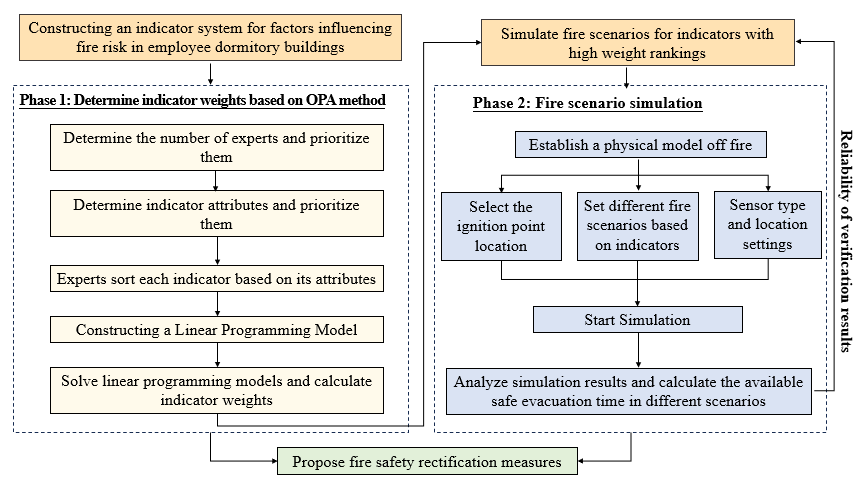 Constructing an indicator system for factors influencing
fire risk in employee dormitory buildings
Phase 1: Determine indicator weights based on OPA method
Determine the number of experts and prioritize
them
Determine indicator attributes and prioritize
them
Experts sort each indicator based on its attributes
Constructing a Linear Programming Model
Solve linear programming models and calculate
indicator weights
Simulate fire scenarios for indicators with
high weight rankings
Phase 2: Fire scenario simulation
Establish a physical model off fire
Select the
ignition point
location
Set different fire
scenarios based
on indicators
Sensor type
and location
settings
Start Simulation
Analyze simulation results and calculate the available
safe evacuation time in different scenarios
Reliability of verification results
Propose fire safety rectification measures